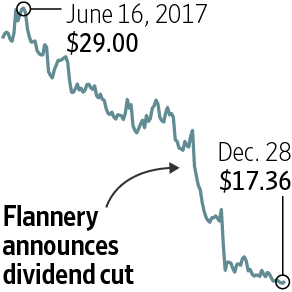 June 16, 2017
$29.00
Dec. 28
$17.36
Flannery
announces
dividend cut